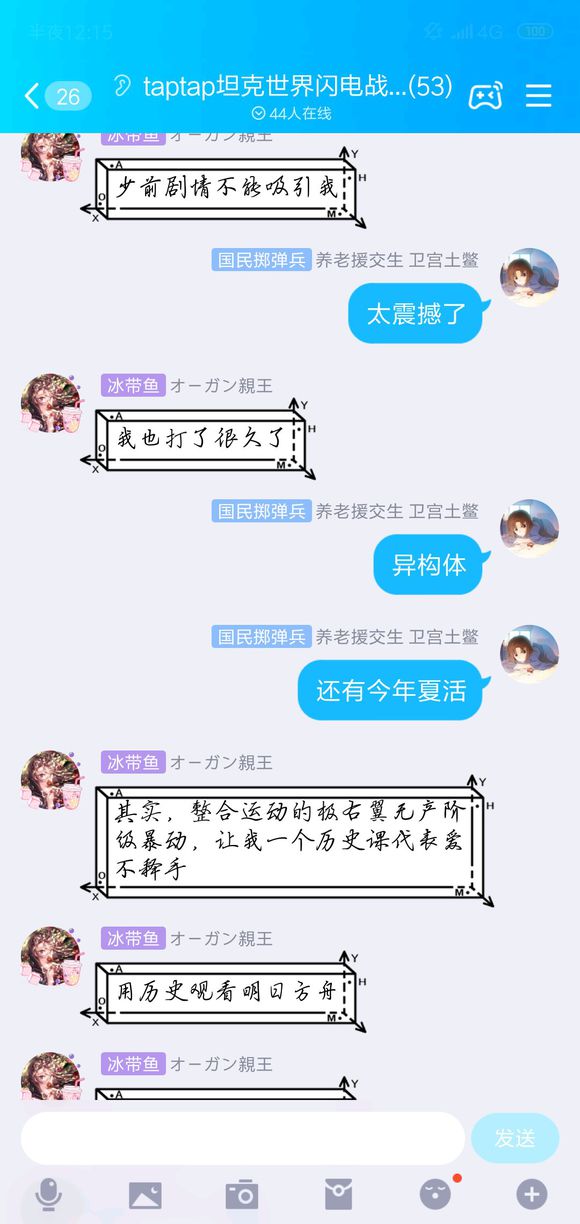 半夜12:15
4G
100
26
taptap坦克世界闪电战...(53)
44人在线
冰带鱼 オーガン親王
A
Y
H
O
X
M
少前剧情不能吸引我
国民掷弹兵 养老援交生 卫宫土鳖
太震撼了
冰带鱼 オーガン親王
A
Y
H
O
X
M
我也打了很久了
国民掷弹兵 养老援交生 卫宫土鳖
异构体
国民掷弹兵 养老援交生 卫宫土鳖
还有今年夏活
冰带鱼 オーガン親王
A
Y
H
O
X
M
其实，整合运动的极右翼无产阶
级暴动，让我一个历史课代表爱
不释手
冰带鱼 オーガン親王
A
Y
H
O
X
M
用历史观看明日方舟
冰带鱼 オーガン親王
A
Y
发送